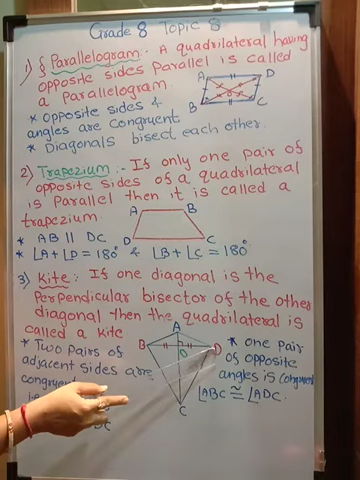 Grade 8 Topic 8
1) § Parallelogram :- A quadrilateral having
opposite sides parallel is called
a Parallelogram.
* Opposite sides &
angles are congruent
* Diagonals bisect each other.
A D
B C
2) Trapezium :- If only one pair of
opposite sides of a quadrilateral
is Parallel then it is called a
trapezium.
A B
D C
* AB || DC
* ∠A + ∠D = 180° & ∠B + ∠C = 180°
3) Kite : If one diagonal is the
Perpendicular bisector of the other
diagonal then the quadrilateral is
called a Kite
A
B O D
C
* Two pairs of
adjacent sides are
congruent
* one pair
of opposite
angles is congruent
∠ABC ≅ ∠ADC.